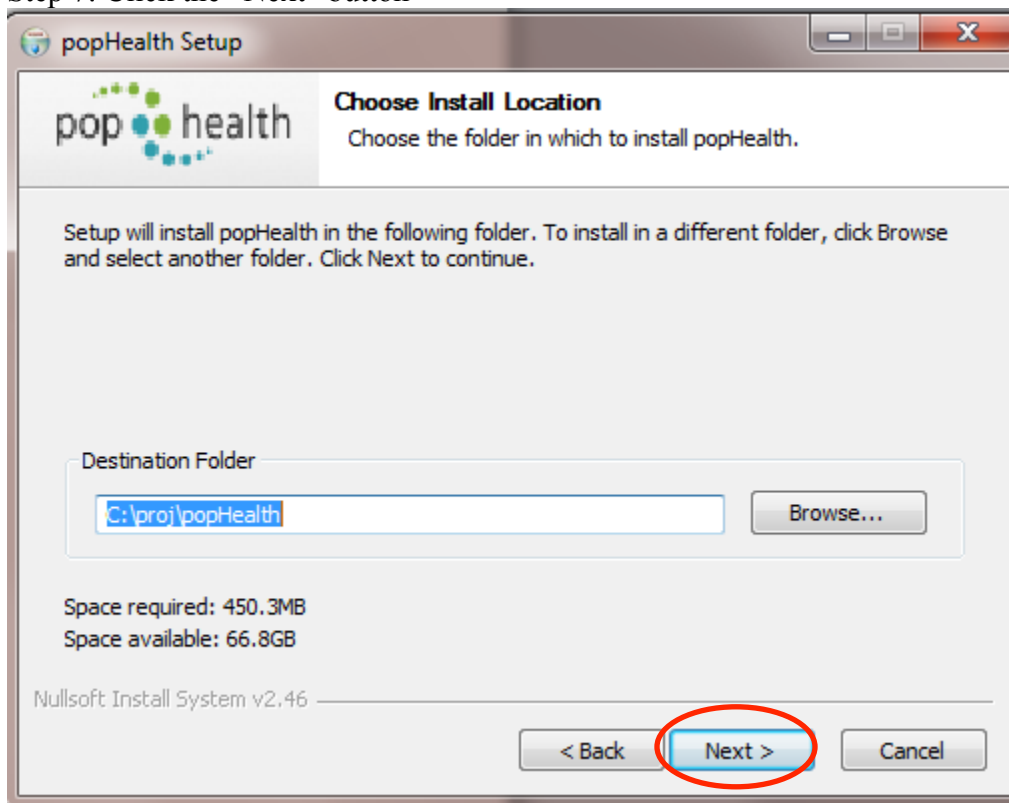 popHealth Setup
pop health
Choose Install Location
Choose the folder in which to install popHealth.
Setup will install popHealth in the following folder. To install in a different folder, click Browse
and select another folder. Click Next to continue.
Destination Folder
C:\proj\popHealth
Browse...
Space required: 450.3MB
Space available: 66.8GB
Nullsoft Install System v2.46
< Back
Next >
Cancel